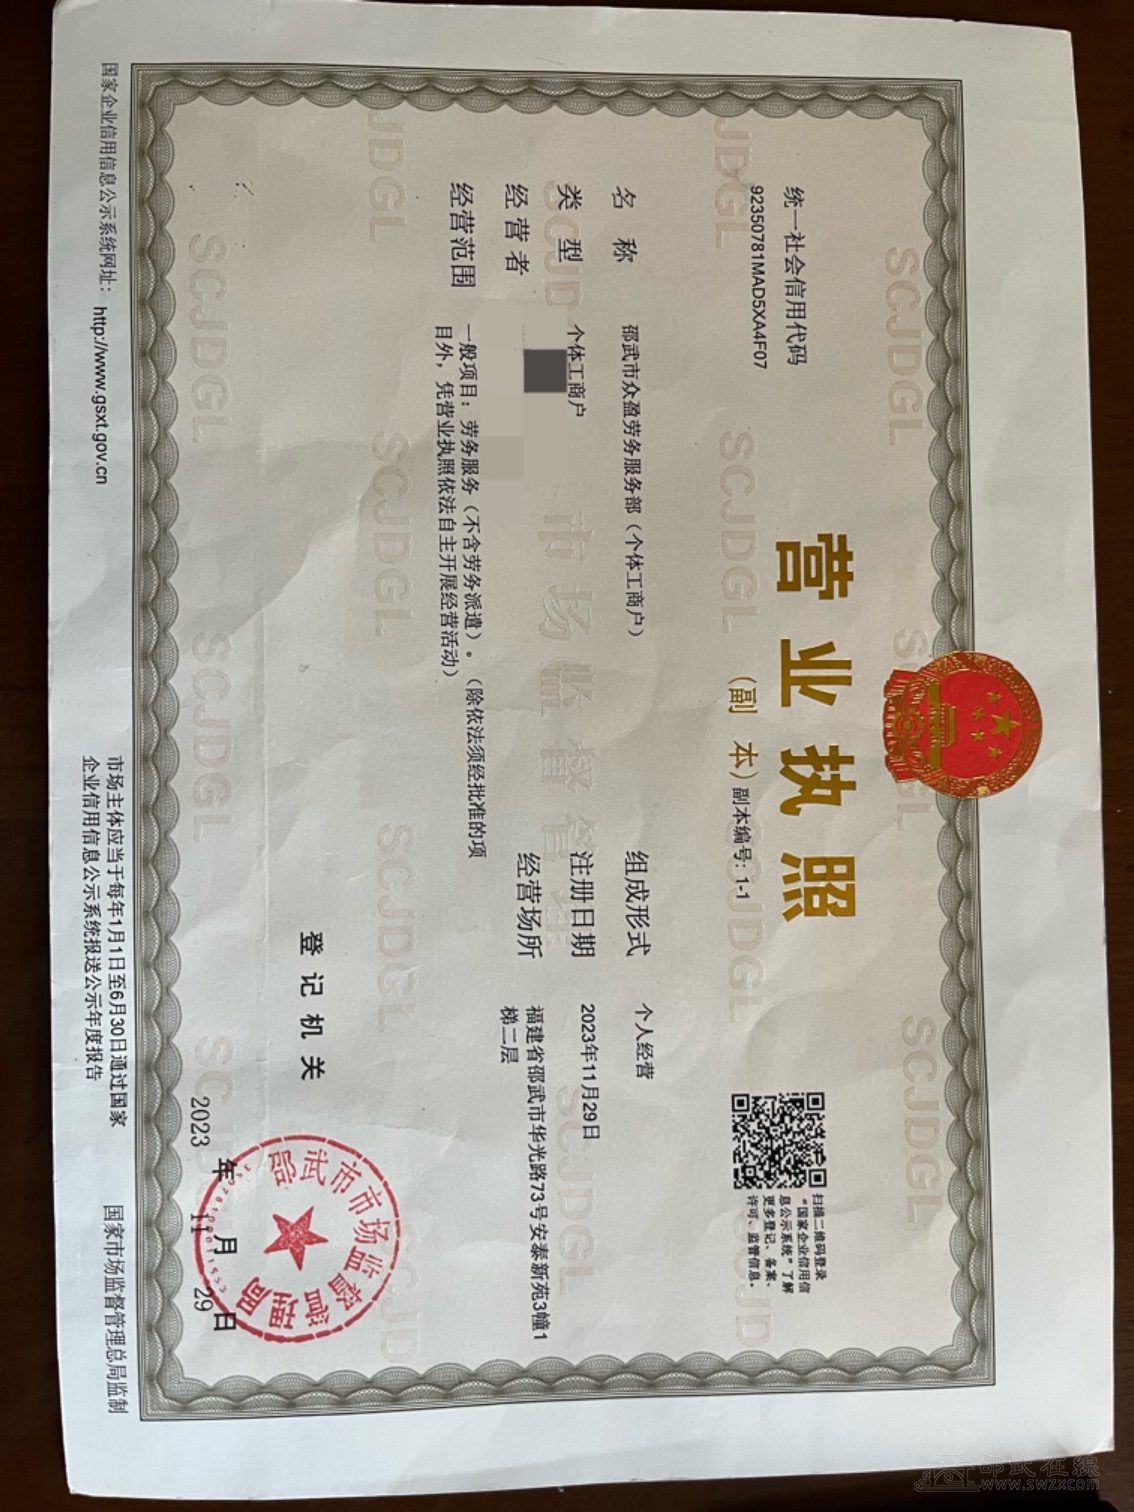 统一社会信用代码
92350781MAD5XA4F07
营业执照
（副 本）副本编号: 1-1
扫描二维码登录
“国家企业信用信
息公示系统”了解
更多登记、备案、
许可、监管信息。
名 称 邵武市众盈劳务服务部（个体工商户）
类 型 个体工商户
经营者
经营范围 一般项目：劳务服务（不含劳务派遣）。（除依法须经批准的项
目外，凭营业执照依法自主开展经营活动）
组成形式 个人经营
注册日期 2023年11月29日
经营场所 福建省邵武市华光路73号安泰新苑3幢1
梯二层
登记机关
邵武市市场监督管理局
2023 年 11 月 29 日
国家企业信用信息公示系统网址： http://www.gsxt.gov.cn
市场主体应当于每年1月1日至6月30日通过国家
企业信用信息公示系统报送公示年度报告
国家市场监督管理总局监制
SCJDGL
市场监督管理
邵武在線
www.swzx.com